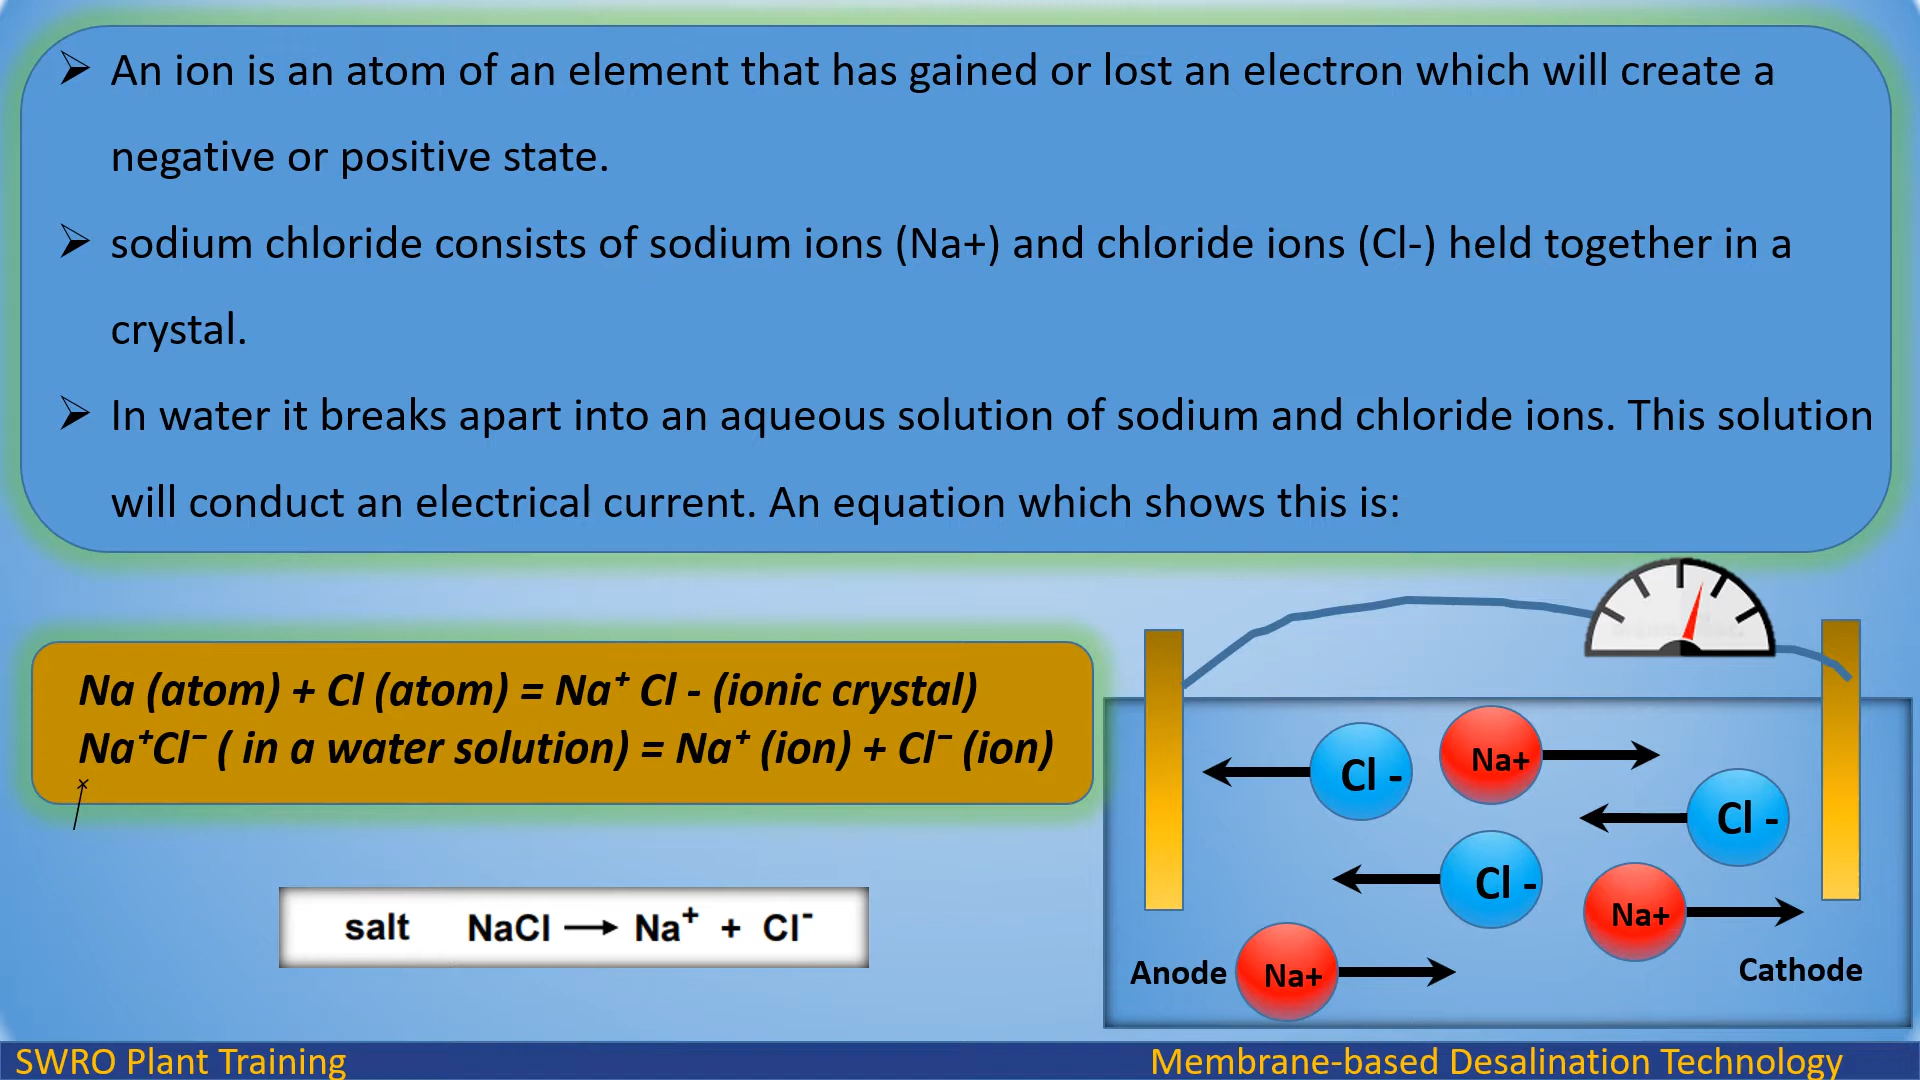 ➢ An ion is an atom of an element that has gained or lost an electron which will create a
negative or positive state.
➢ sodium chloride consists of sodium ions (Na+) and chloride ions (Cl-) held together in a
crystal.
➢ In water it breaks apart into an aqueous solution of sodium and chloride ions. This solution
will conduct an electrical current. An equation which shows this is:
Na (atom) + Cl (atom) = Na⁺ Cl - (ionic crystal)
Na⁺Cl⁻ ( in a water solution) = Na⁺ (ion) + Cl⁻ (ion)
salt NaCl → Na⁺ + Cl⁻
Cl -
Na+
Cl -
Cl -
Na+
Anode
Na+
Cathode
SWRO Plant Training
Membrane-based Desalination Technology